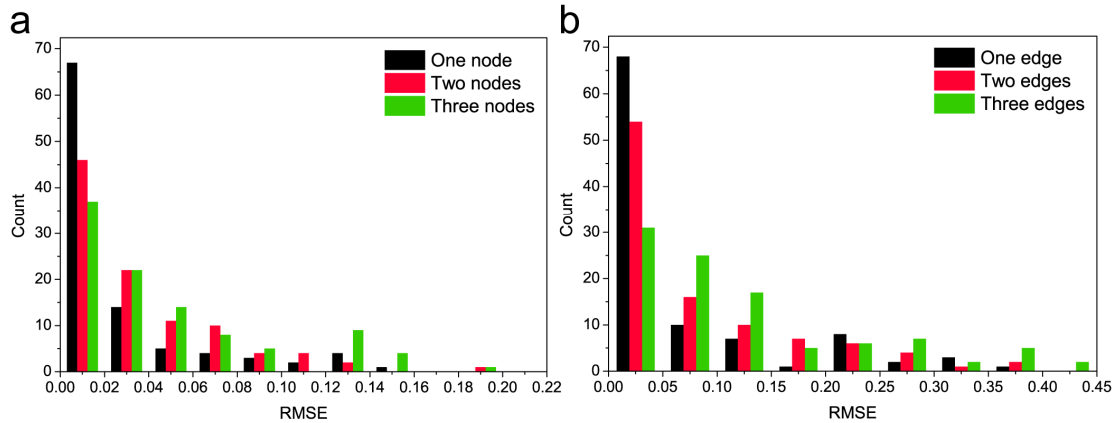 a
70
60
50
40
30
20
10
0
Count
0.00 0.02 0.04 0.06 0.08 0.10 0.12 0.14 0.16 0.18 0.20 0.22
RMSE
One node
Two nodes
Three nodes
b
70
60
50
40
30
20
10
0
Count
0.00 0.05 0.10 0.15 0.20 0.25 0.30 0.35 0.40 0.45
RMSE
One edge
Two edges
Three edges